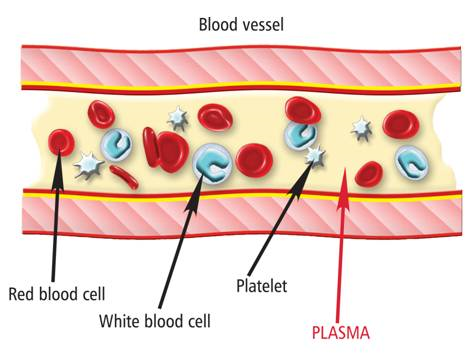 Blood vessel
Red blood cell
White blood cell
Platelet
PLASMA